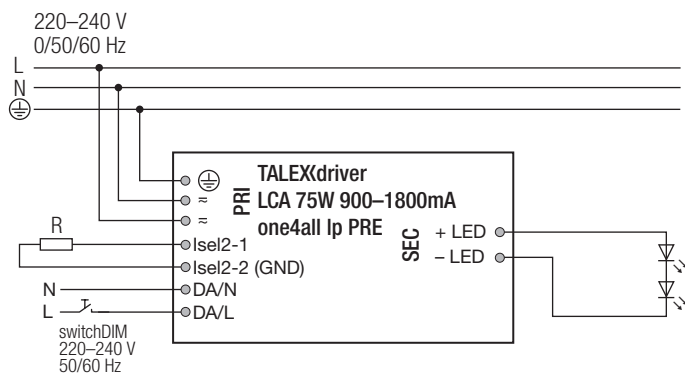 220–240 V
0/50/60 Hz
L
N
TALEXXdriver
LCA 75W 900–1800mA
one4all lp PRE
PRI
≂
≂
SEC
+ LED
– LED
R
Isel2-1
Isel2-2 (GND)
N
DA/N
L
DA/L
switchDIM
220–240 V
50/60 Hz